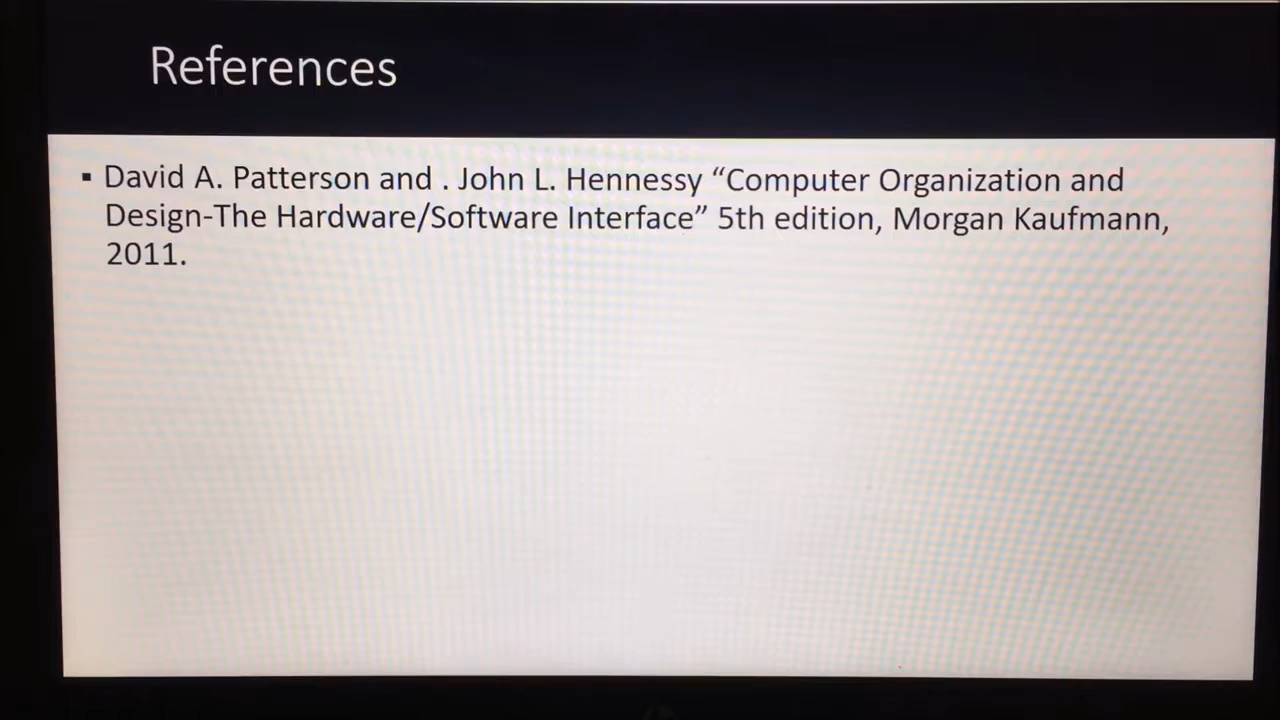 References
▪ David A. Patterson and . John L. Hennessy “Computer Organization and
Design-The Hardware/Software Interface” 5th edition, Morgan Kaufmann,
2011.